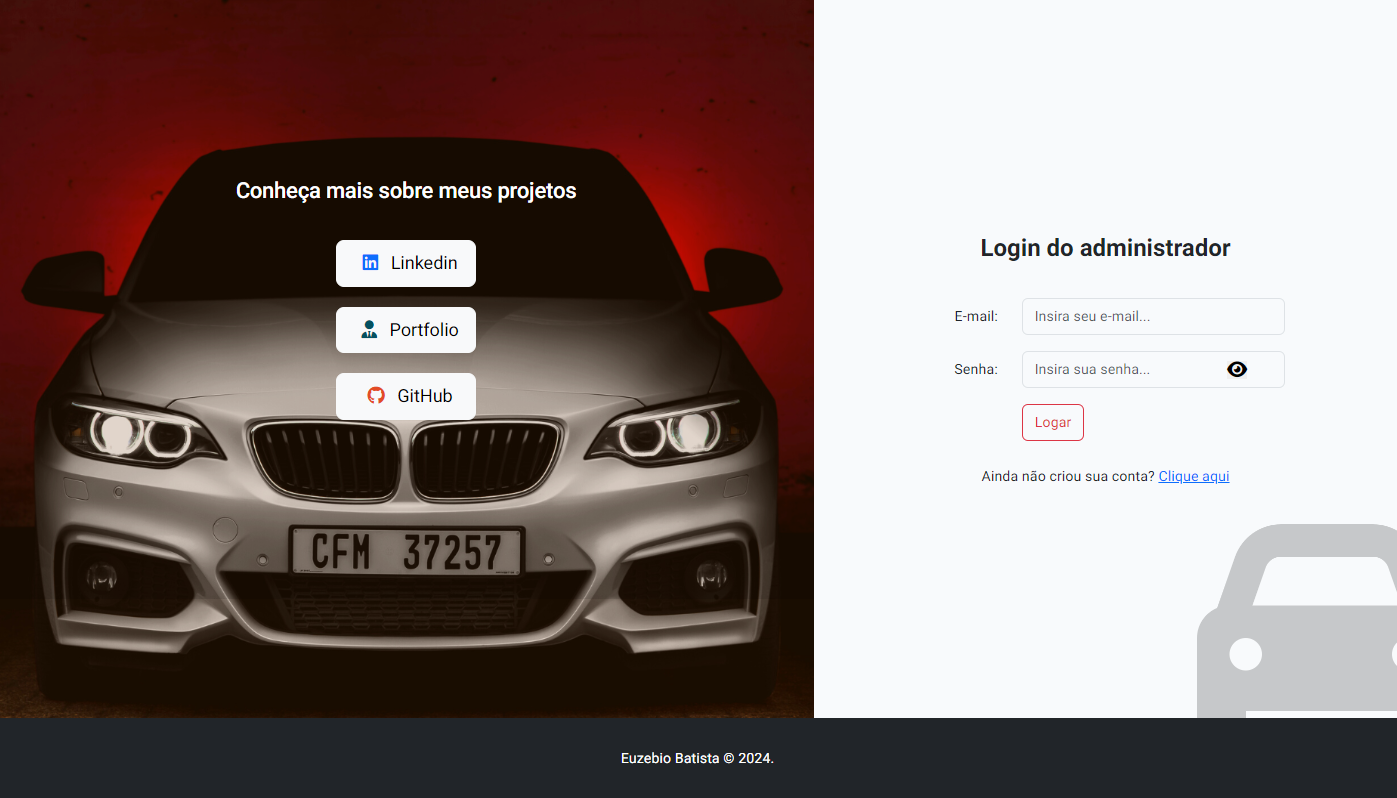 Conheça mais sobre meus projetos
Linkedin
Portfolio
GitHub
CFM 37257
Login do administrador
E-mail: Insira seu e-mail...
Senha: Insira sua senha...
Logar
Ainda não criou sua conta? Clique aqui
Euzebio Batista © 2024.